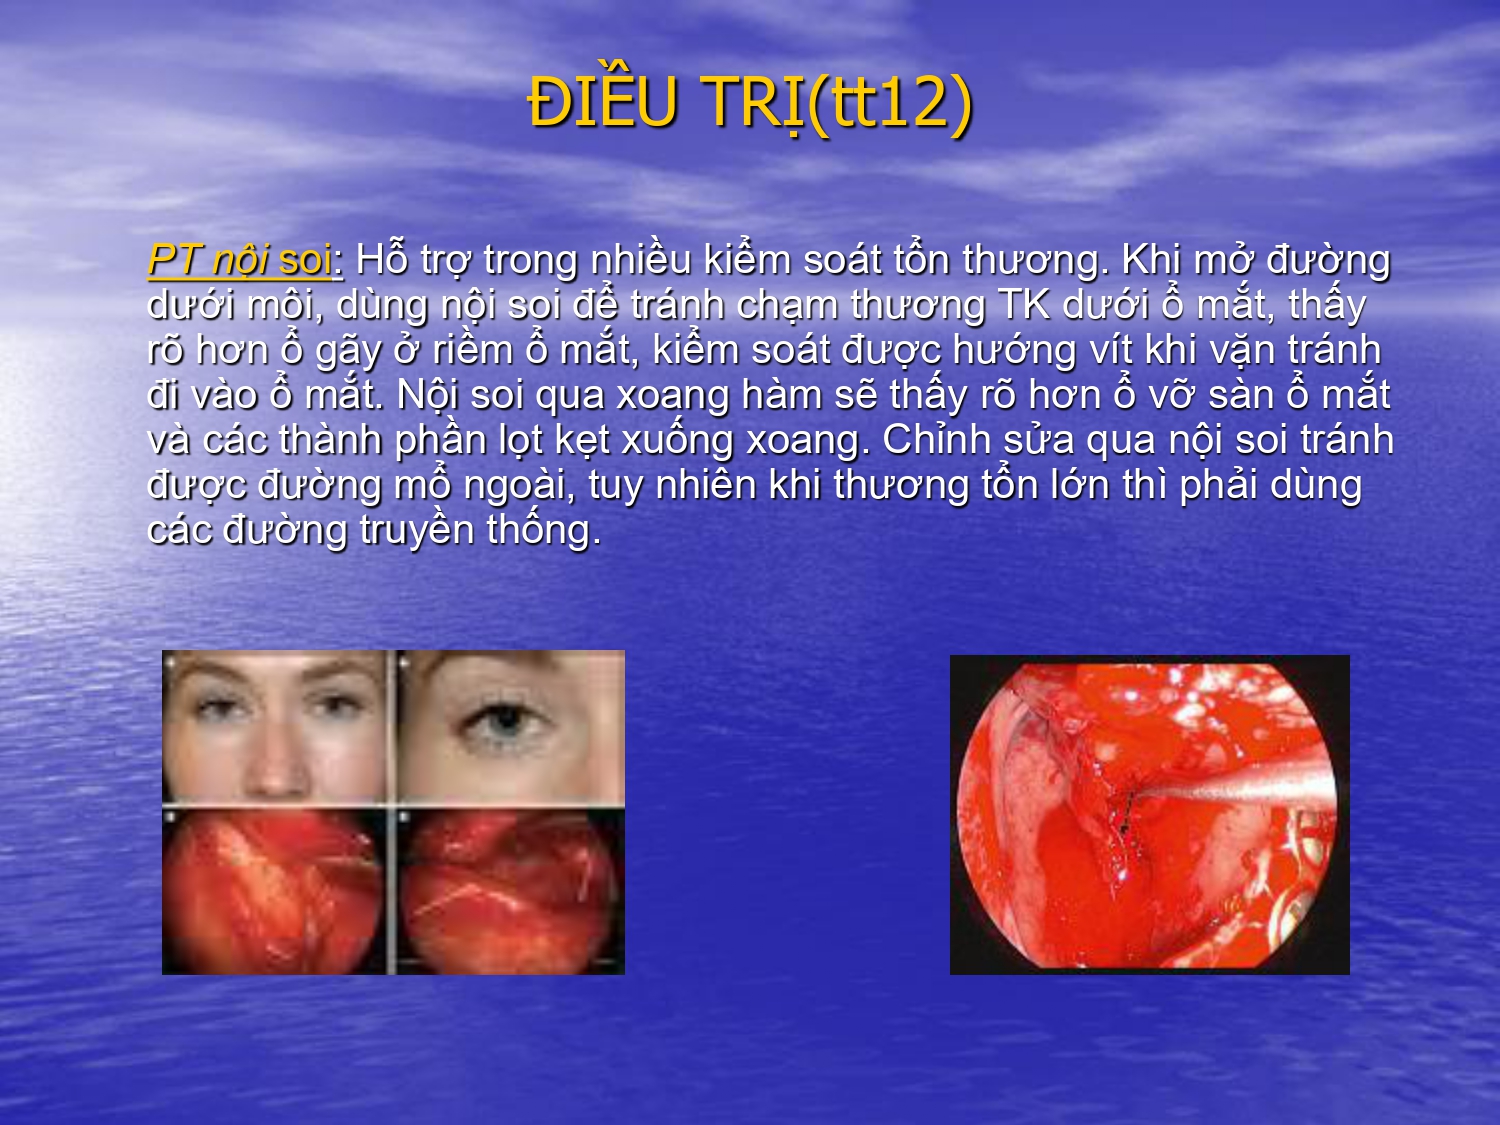 ĐIỀU TRỊ(tt12)
PT nội soi: Hỗ trợ trong nhiều kiểm soát tổn thương. Khi mở đường
dưới môi, dùng nội soi để tránh chạm thương TK dưới ổ mắt, thấy
rõ hơn ổ gãy ở riềm ổ mắt, kiểm soát được hướng vít khi vặn tránh
đi vào ổ mắt. Nội soi qua xoang hàm sẽ thấy rõ hơn ổ vỡ sàn ổ mắt
và các thành phần lọt kẹt xuống xoang. Chỉnh sửa qua nội soi tránh
được đường mổ ngoài, tuy nhiên khi thương tổn lớn thì phải dùng
các đường truyền thống.